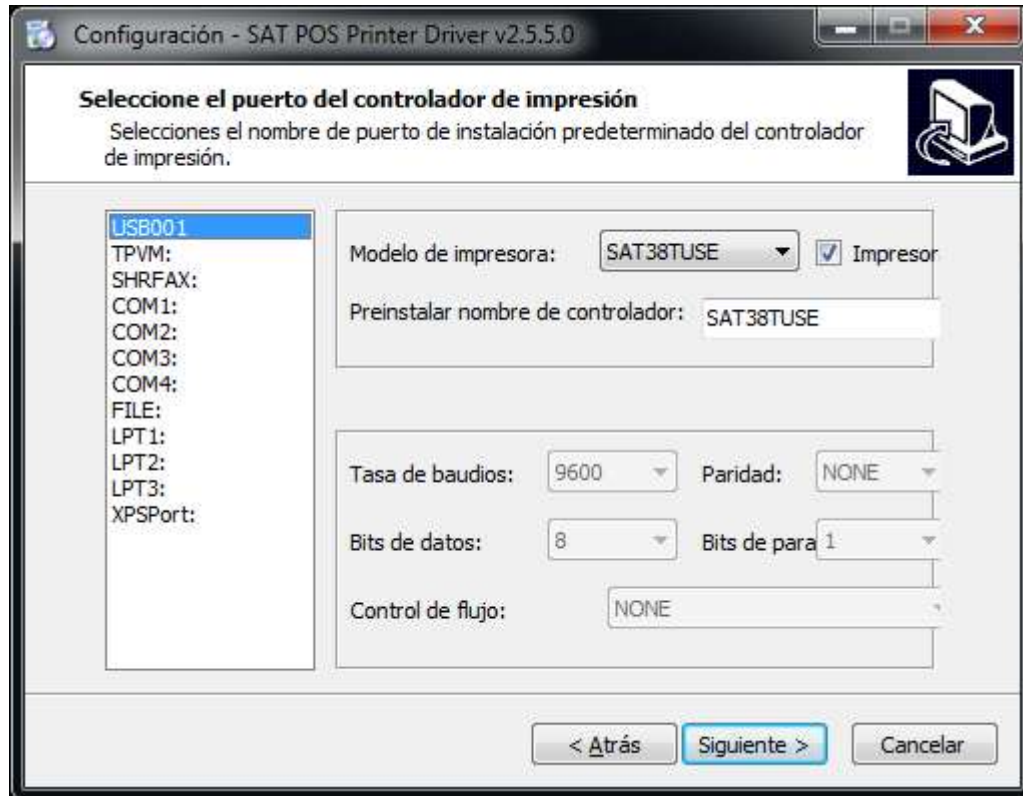 Configuración - SAT POS Printer Driver v2.5.5.0
Seleccione el puerto del controlador de impresión
Selecciones el nombre de puerto de instalación predeterminado del controlador
de impresión.
USB001
TPVM:
SHRFAX:
COM1:
COM2:
COM3:
COM4:
FILE:
LPT1:
LPT2:
LPT3:
XPSPort:
Modelo de impresora: SAT38TUSE Impresor
Preinstalar nombre de controlador: SAT38TUSE
Tasa de baudios: 9600 Paridad: NONE
Bits de datos: 8 Bits de para 1
Control de flujo: NONE
< Atrás Siguiente > Cancelar